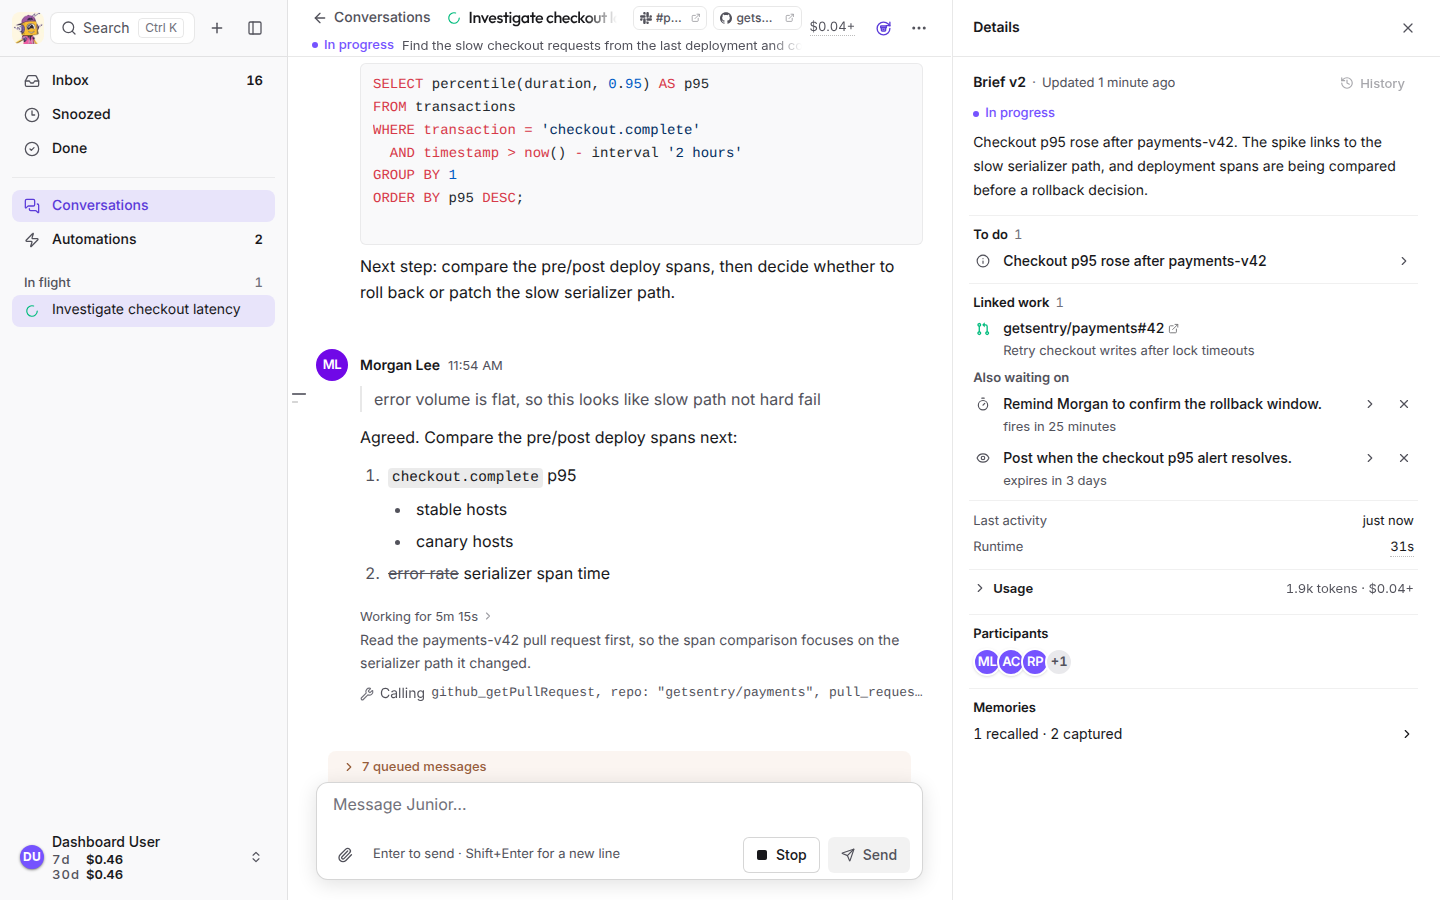 Search Ctrl K
Inbox 16
Snoozed
Done
Conversations
Automations 2
In flight 1
Investigate checkout latency
DU Dashboard User
7d $0.46
30d $0.46
Conversations Investigate checkout #p... gets... $0.04+
In progress Find the slow checkout requests from the last deployment and
SELECT percentile(duration, 0.95) AS p95
FROM transactions
WHERE transaction = 'checkout.complete'
AND timestamp > now() - interval '2 hours'
GROUP BY 1
ORDER BY p95 DESC;
Next step: compare the pre/post deploy spans, then decide whether to
roll back or patch the slow serializer path.
ML Morgan Lee 11:54 AM
error volume is flat, so this looks like slow path not hard fail
Agreed. Compare the pre/post deploy spans next:
1. checkout.complete p95
• stable hosts
• canary hosts
2. error rate serializer span time
Working for 5m 15s
Read the payments-v42 pull request first, so the span comparison focuses on the
serializer path it changed.
Calling github_getPullRequest, repo: "getsentry/payments", pull_reques…
7 queued messages
Message Junior...
Enter to send · Shift+Enter for a new line Stop Send
Details
Brief v2 · Updated 1 minute ago History
In progress
Checkout p95 rose after payments-v42. The spike links to the
slow serializer path, and deployment spans are being compared
before a rollback decision.
To do 1
Checkout p95 rose after payments-v42
Linked work 1
getsentry/payments#42
Retry checkout writes after lock timeouts
Also waiting on
Remind Morgan to confirm the rollback window.
fires in 25 minutes
Post when the checkout p95 alert resolves.
expires in 3 days
Last activity just now
Runtime 31s
Usage 1.9k tokens · $0.04+
Participants
ML AC RP +1
Memories
1 recalled · 2 captured